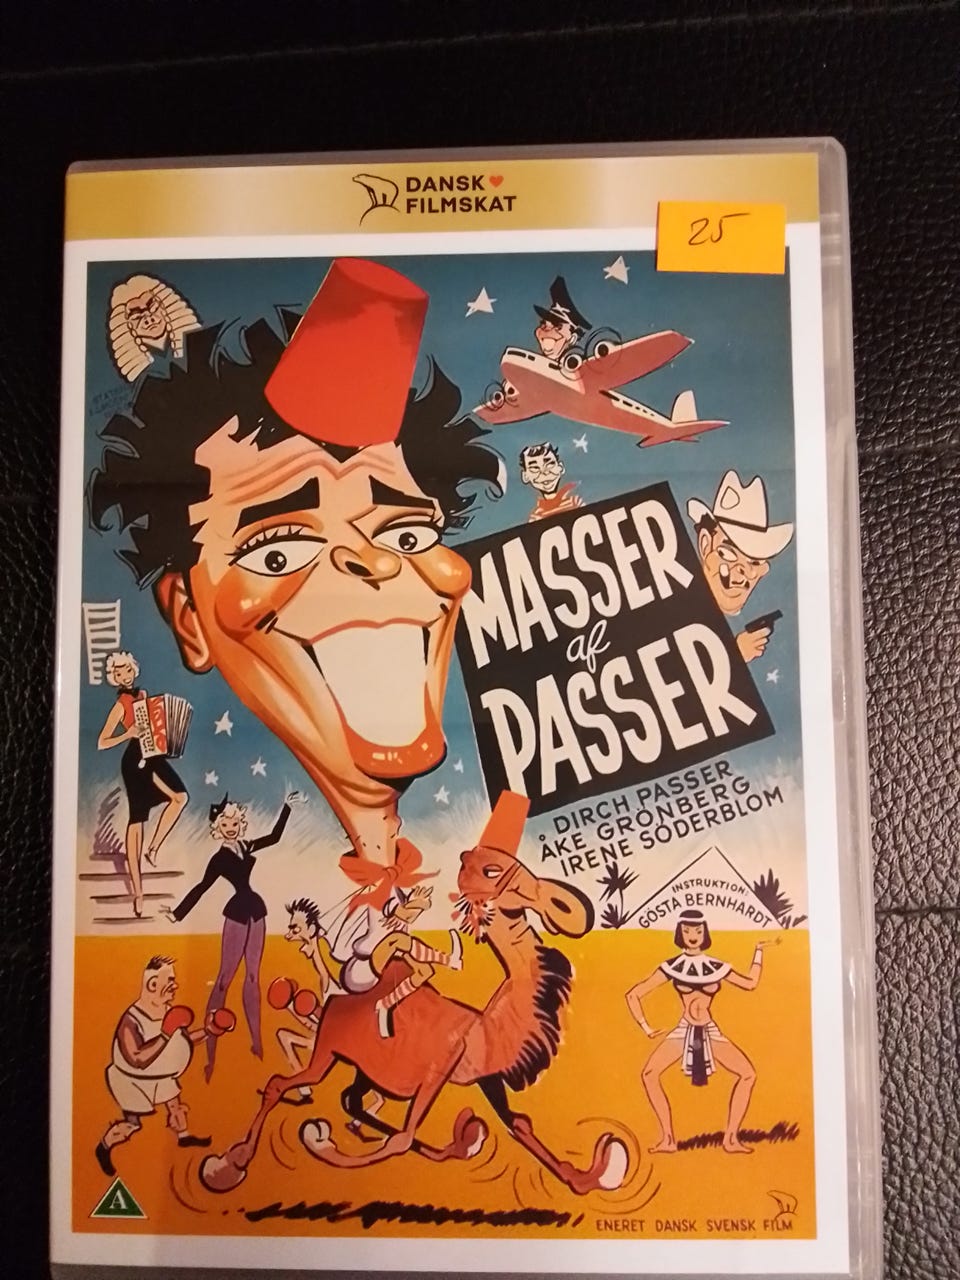 DANSK
FILMSKAT
25
MASSER
af
PASSER
DIRCH PASSER
ÅKE GRÖNBERG
IRENE SÖDERBLOM
INSTRUKTION:
GÖSTA BERNHARDT
A
ENERET DANSK SVENSK FILM